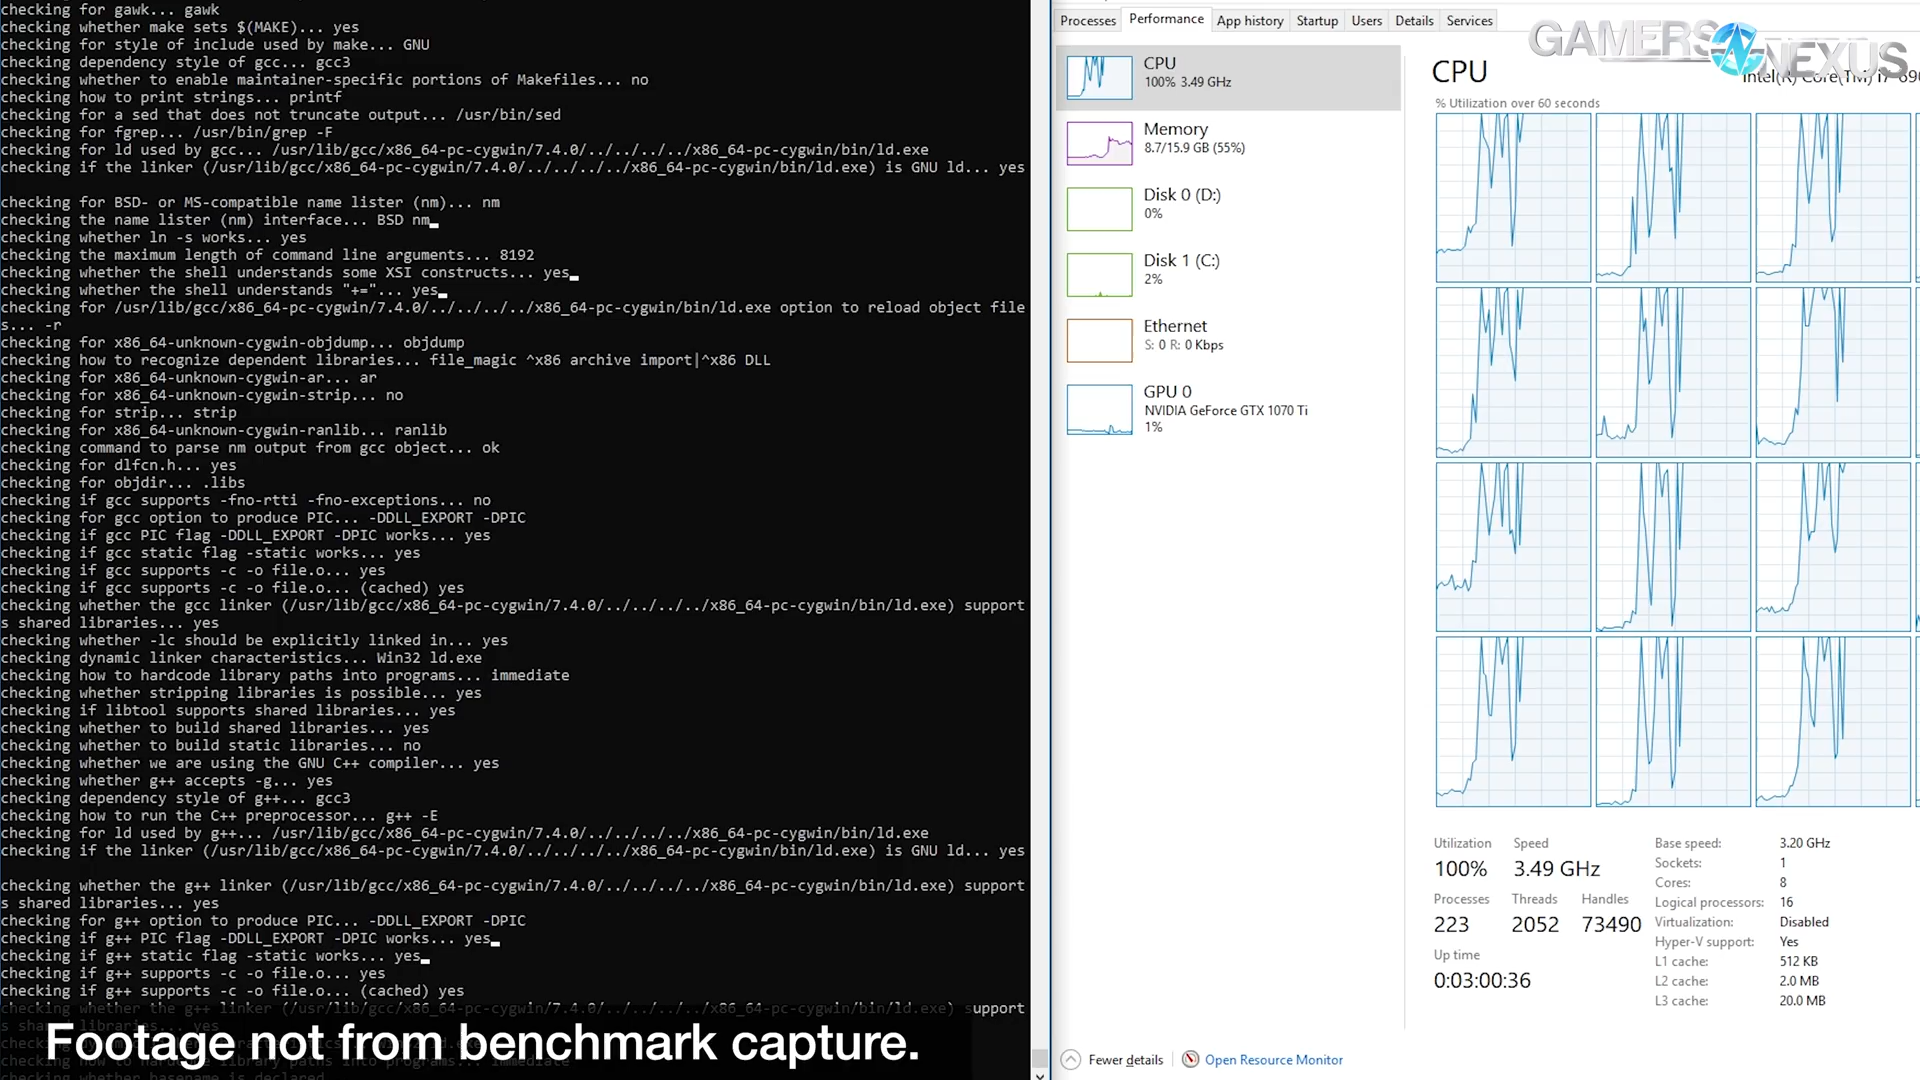 checking for gawk... gawk
checking whether make sets $(MAKE)... yes
checking for style of include used by make... GNU
checking dependency style of gcc... gcc3
checking whether to enable maintainer-specific portions of Makefiles... no
checking how to print strings... printf
checking for a sed that does not truncate output... /usr/bin/sed
checking for fgrep... /usr/bin/grep -F
checking for ld used by gcc... /usr/lib/gcc/x86_64-pc-cygwin/7.4.0/../../../../x86_64-pc-cygwin/bin/ld.exe
checking if the linker (/usr/lib/gcc/x86_64-pc-cygwin/7.4.0/../../../../x86_64-pc-cygwin/bin/ld.exe) is GNU ld... yes
checking for BSD- or MS-compatible name lister (nm)... nm
checking the name lister (nm) interface... BSD nm
checking whether ln -s works... yes
checking the maximum length of command line arguments... 8192
checking whether the shell understands some XSI constructs... yes
checking whether the shell understands "+="... yes
checking for /usr/lib/gcc/x86_64-pc-cygwin/7.4.0/../../../../x86_64-pc-cygwin/bin/ld.exe option to reload object file
s... -r
checking for x86_64-unknown-cygwin-objdump... objdump
checking how to recognize dependent libraries... file_magic ^x86 archive import|^x86 DLL
checking for x86_64-unknown-cygwin-ar... ar
checking for x86_64-unknown-cygwin-strip... no
checking for strip... strip
checking for x86_64-unknown-cygwin-ranlib... ranlib
checking command to parse nm output from gcc object... ok
checking for dlfcn.h... yes
checking for objdir... .libs
checking if gcc supports -fno-rtti -fno-exceptions... no
checking for gcc option to produce PIC... -DDLL_EXPORT -DPIC
checking if gcc PIC flag -DDLL_EXPORT -DPIC works... yes
checking if gcc static flag -static works... yes
checking if gcc supports -c -o file.o... yes
checking if gcc supports -c -o file.o... (cached) yes
checking whether the gcc linker (/usr/lib/gcc/x86_64-pc-cygwin/7.4.0/../../../../x86_64-pc-cygwin/bin/ld.exe) support
s shared libraries... yes
checking whether -lc should be explicitly linked in... yes
checking dynamic linker characteristics... Win32 ld.exe
checking how to hardcode library paths into programs... immediate
checking whether stripping libraries is possible... yes
checking if libtool supports shared libraries... yes
checking whether to build shared libraries... yes
checking whether to build static libraries... no
checking whether we are using the GNU C++ compiler... yes
checking whether g++ accepts -g... yes
checking dependency style of g++... gcc3
checking how to run the C++ preprocessor... g++ -E
checking for ld used by g++... /usr/lib/gcc/x86_64-pc-cygwin/7.4.0/../../../../x86_64-pc-cygwin/bin/ld.exe
checking if the linker (/usr/lib/gcc/x86_64-pc-cygwin/7.4.0/../../../../x86_64-pc-cygwin/bin/ld.exe) is GNU ld... yes
checking whether the g++ linker (/usr/lib/gcc/x86_64-pc-cygwin/7.4.0/../../../../x86_64-pc-cygwin/bin/ld.exe) support
s shared libraries... yes
checking for g++ option to produce PIC... -DDLL_EXPORT -DPIC
checking if g++ PIC flag -DDLL_EXPORT -DPIC works... yes
checking if g++ static flag -static works... yes
checking if g++ supports -c -o file.o... yes
checking if g++ supports -c -o file.o... (cached) yes
checking whether the g++ linker (/usr/lib/gcc/x86_64-pc-cygwin/7.4.0/../../../../x86_64-pc-cygwin/bin/ld.exe) support
Footage not from benchmark capture.
Processes Performance App history Startup Users Details Services
GAMERS NEXUS
CPU
100% 3.49 GHz
Memory
8.7/15.9 GB (55%)
Disk 0 (D:)
0%
Disk 1 (C:)
2%
Ethernet
S: 0 R: 0 Kbps
GPU 0
NVIDIA GeForce GTX 1070 Ti
1%
CPU
Intel(R) Core(TM) i7-
% Utilization over 60 seconds
Utilization Speed
100% 3.49 GHz
Processes Threads Handles
223 2052 73490
Up time
0:03:00:36
Base speed: 3.20 GHz
Sockets: 1
Cores: 8
Logical processors: 16
Virtualization: Disabled
Hyper-V support: Yes
L1 cache: 512 KB
L2 cache: 2.0 MB
L3 cache: 20.0 MB
Fewer details
Open Resource Monitor